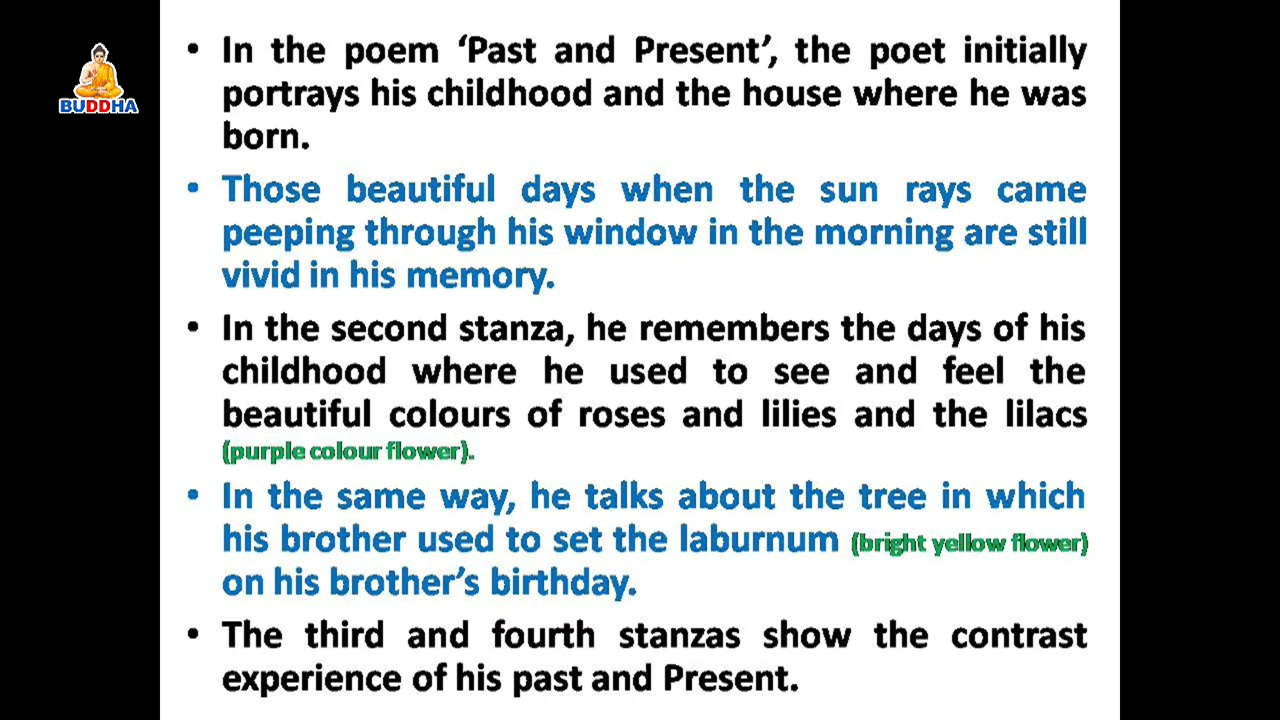 BUDDHA
• In the poem ‘Past and Present’, the poet initially
portrays his childhood and the house where he was
born.
• Those beautiful days when the sun rays came
peeping through his window in the morning are still
vivid in his memory.
• In the second stanza, he remembers the days of his
childhood where he used to see and feel the
beautiful colours of roses and lilies and the lilacs
(purple colour flower).
• In the same way, he talks about the tree in which
his brother used to set the laburnum (bright yellow flower)
on his brother’s birthday.
• The third and fourth stanzas show the contrast
experience of his past and Present.